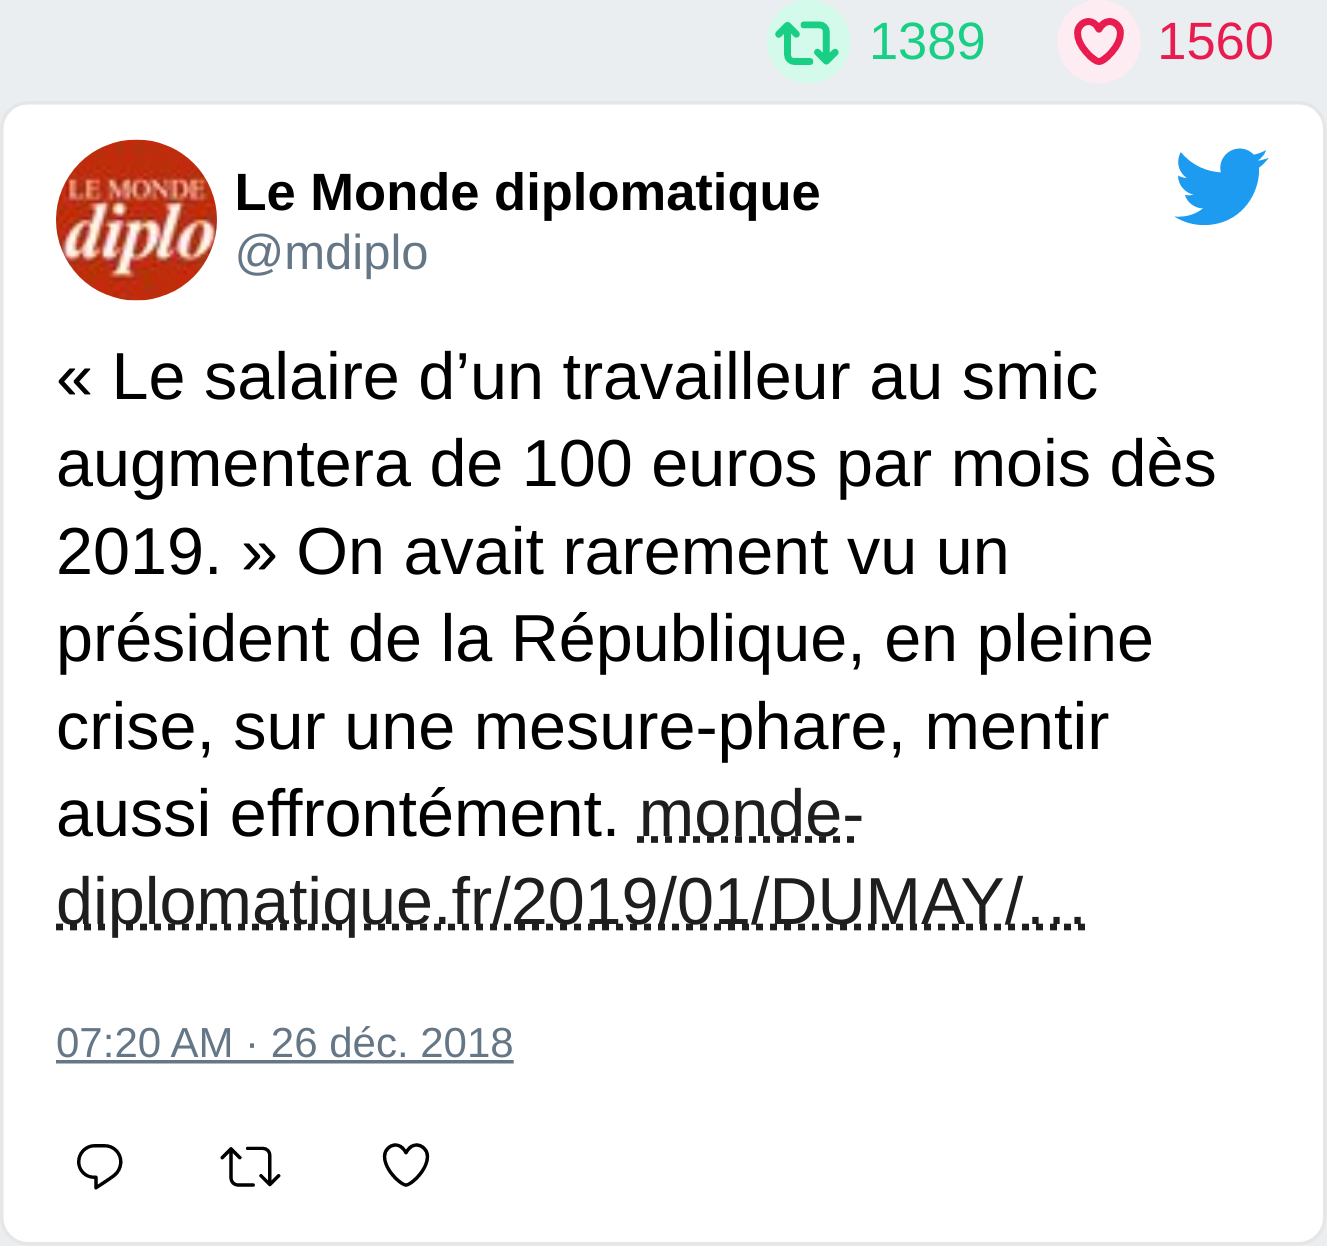 1389 1560
LE MONDE
diplo
Le Monde diplomatique
@mdiplo
« Le salaire d’un travailleur au smic
augmentera de 100 euros par mois dès
2019. » On avait rarement vu un
président de la République, en pleine
crise, sur une mesure-phare, mentir
aussi effrontément. monde-
diplomatique.fr/2019/01/DUMAY/…
07:20 AM · 26 déc. 2018